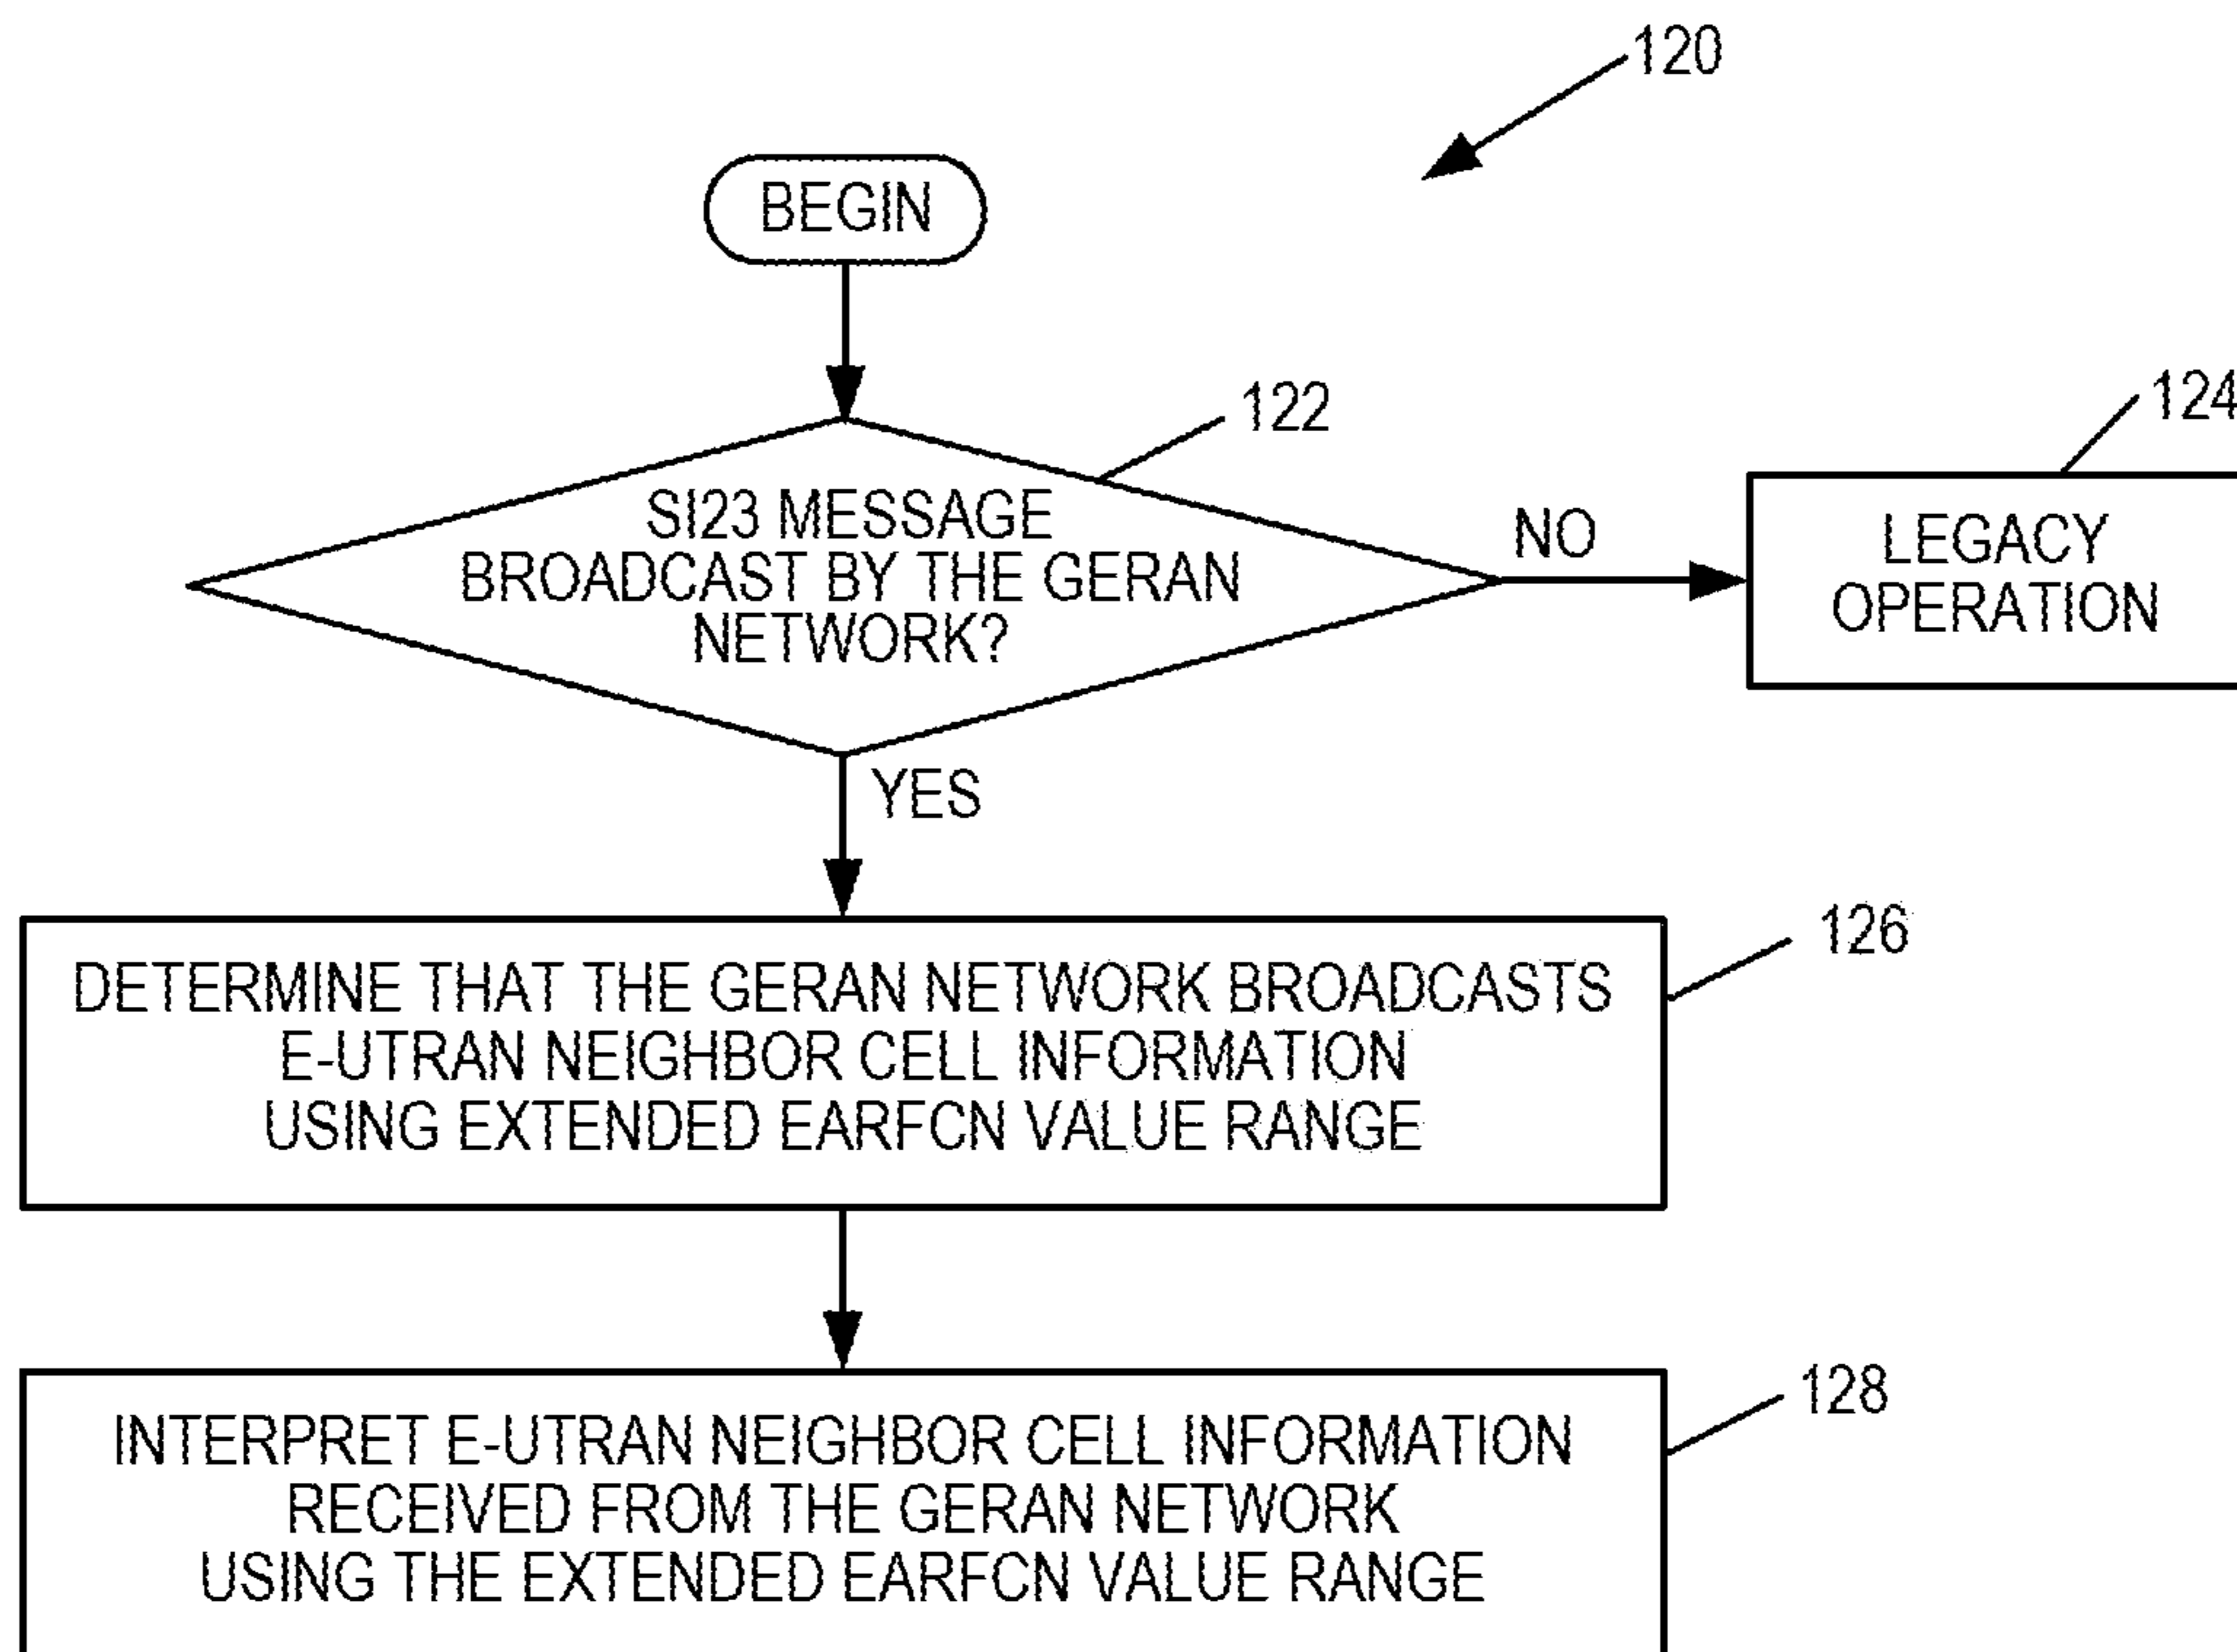 120
BEGIN
122
124
SI23 MESSAGE
BROADCAST BY THE GERAN
NETWORK?
NO
LEGACY
OPERATION
YES
126
DETERMINE THAT THE GERAN NETWORK BROADCASTS
E-UTRAN NEIGHBOR CELL INFORMATION
USING EXTENDED EARFCN VALUE RANGE
128
INTERPRET E-UTRAN NEIGHBOR CELL INFORMATION
RECEIVED FROM THE GERAN NETWORK
USING THE EXTENDED EARFCN VALUE RANGE